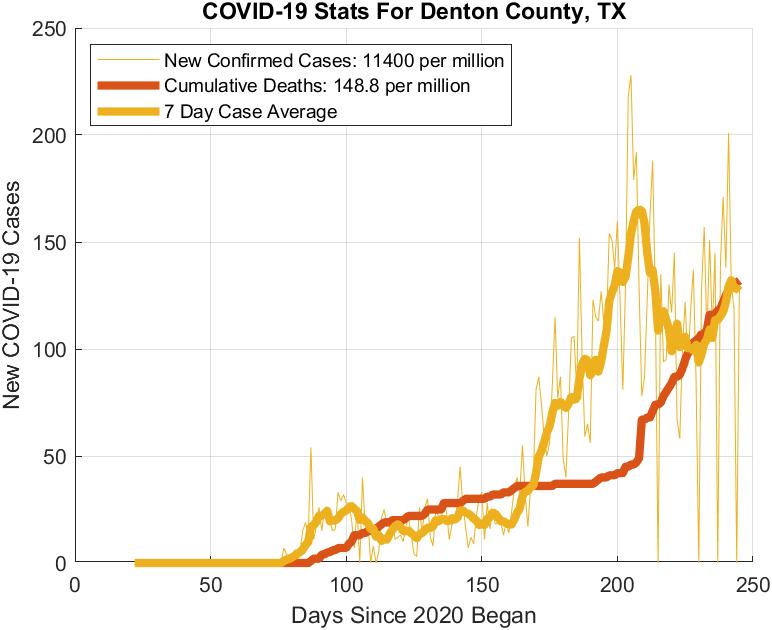 COVID-19 Stats For Denton County, TX
250
New Confirmed Cases: 11400 per million
Cumulative Deaths: 148.8 per million
7 Day Case Average
200
150
100
50
0
New COVID-19 Cases
0 50 100 150 200 250
Days Since 2020 Began